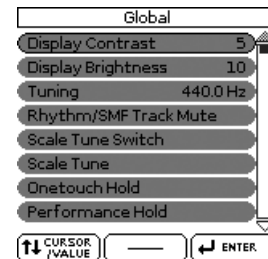 Global
Display Contrast 5
Display Brightness 10
Tuning 440.0 Hz
Rhythm/SMF Track Mute
Scale Tune Switch
Scale Tune
Onetouch Hold
Performance Hold
CURSOR /VALUE ENTER